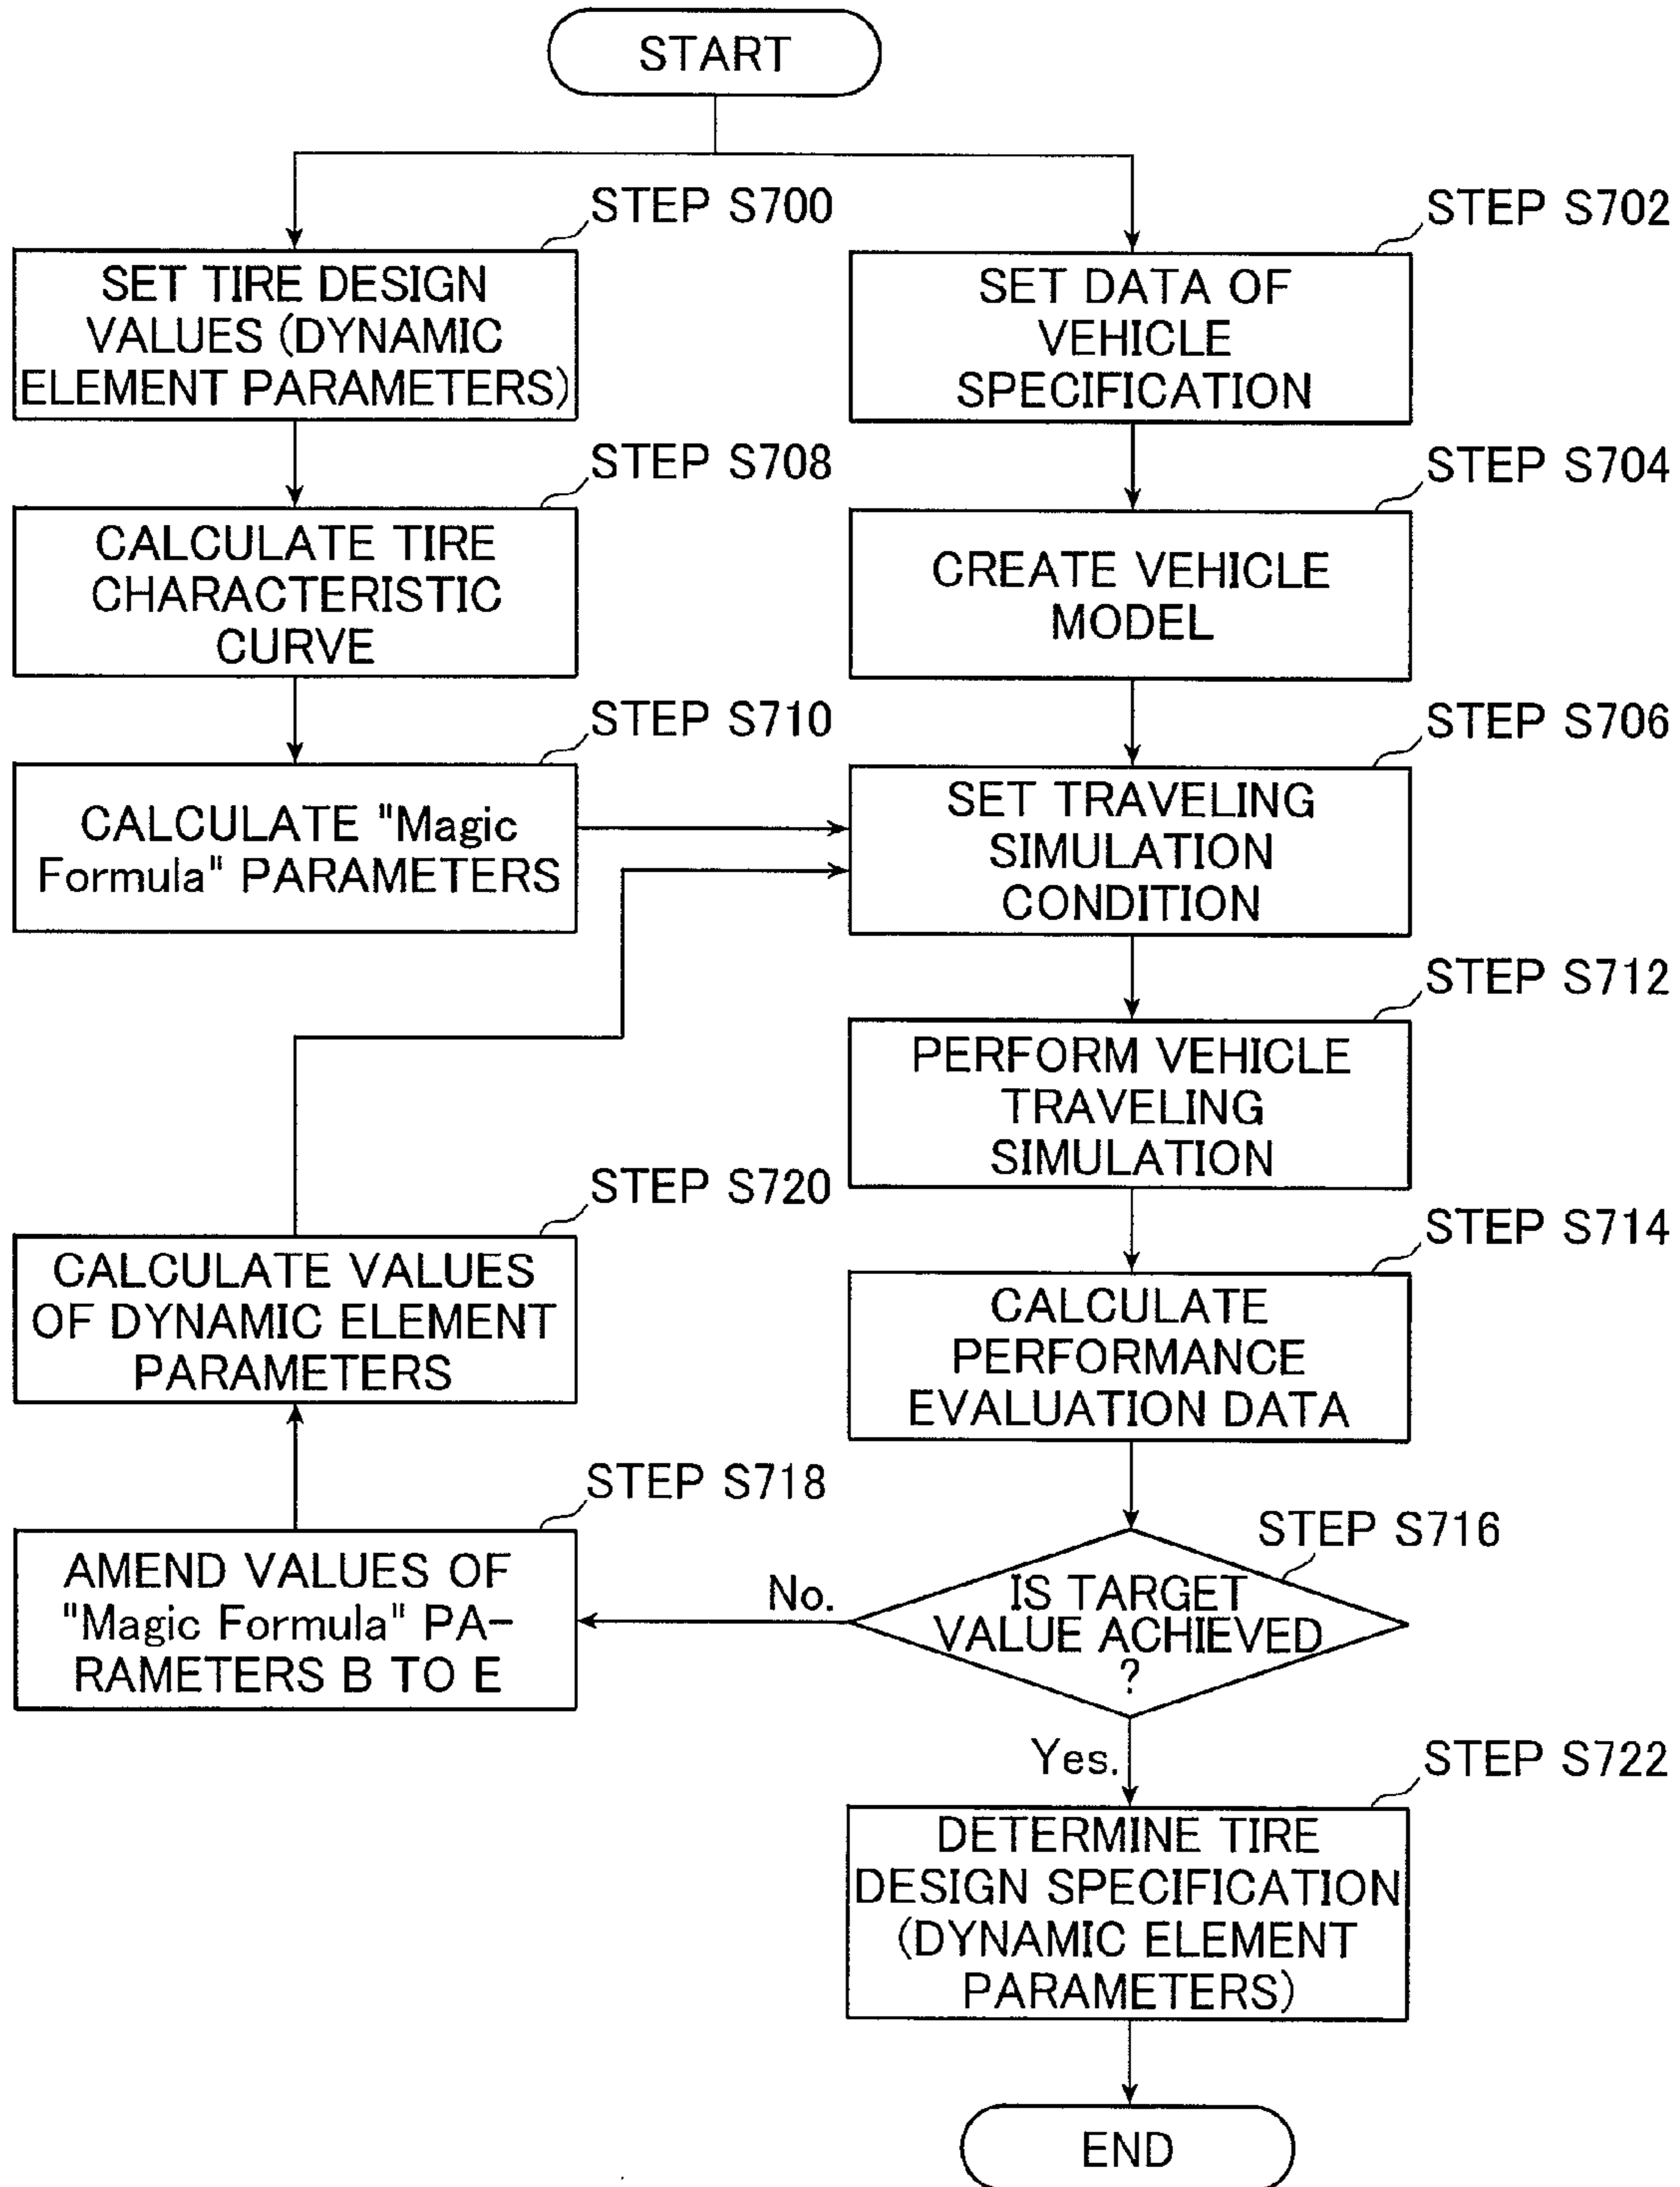 START
STEP S700
SET TIRE DESIGN
VALUES (DYNAMIC
ELEMENT PARAMETERS)
STEP S702
SET DATA OF
VEHICLE
SPECIFICATION
STEP S708
CALCULATE TIRE
CHARACTERISTIC
CURVE
STEP S704
CREATE VEHICLE
MODEL
STEP S710
CALCULATE "Magic
Formula" PARAMETERS
STEP S706
SET TRAVELING
SIMULATION
CONDITION
STEP S712
PERFORM VEHICLE
TRAVELING
SIMULATION
STEP S720
CALCULATE VALUES
OF DYNAMIC ELEMENT
PARAMETERS
STEP S714
CALCULATE
PERFORMANCE
EVALUATION DATA
STEP S718
AMEND VALUES OF
"Magic Formula" PA-
RAMETERS B TO E
STEP S716
No.
IS TARGET
VALUE ACHIEVED
?
Yes.
STEP S722
DETERMINE TIRE
DESIGN SPECIFICATION
(DYNAMIC ELEMENT
PARAMETERS)
END